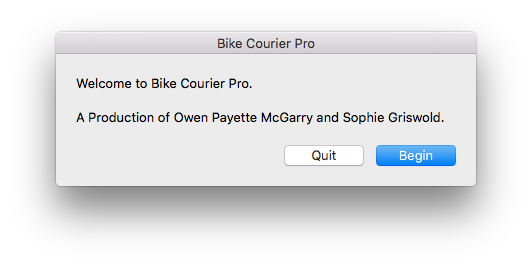 Bike Courier Pro
Welcome to Bike Courier Pro.
A Production of Owen Payette McGarry and Sophie Griswold.
Quit
Begin